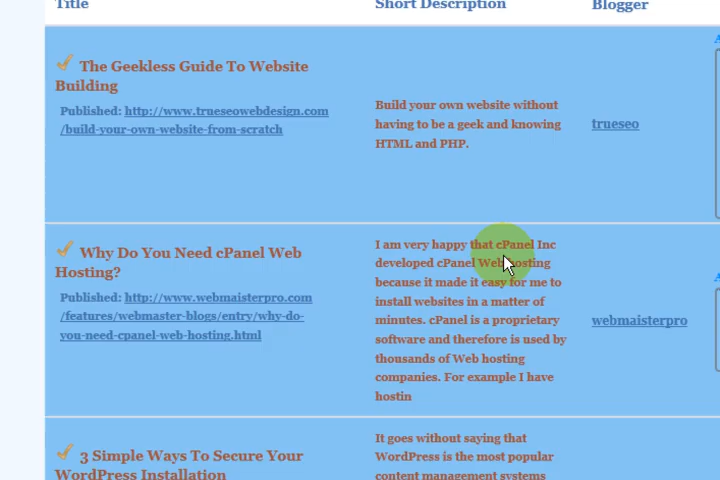 Title
Short Description
Blogger
The Geekless Guide To Website
Building
Published: http://www.trueseowebdesign.com
/build-your-own-website-from-scratch
Build your own website without
having to be a geek and knowing
HTML and PHP.
trueseo
Why Do You Need cPanel Web
Hosting?
Published: http://www.webmaisterpro.com
/features/webmaster-blogs/entry/why-do-
you-need-cpanel-web-hosting.html
I am very happy that cPanel Inc
developed cPanel Web hosting
because it made it easy for me to
install websites in a matter of
minutes. cPanel is a proprietary
software and therefore is used by
thousands of Web hosting
companies. For example I have
hostin
webmaisterpro
3 Simple Ways To Secure Your
WordPress Installation
It goes without saying that
WordPress is the most popular
content management systems